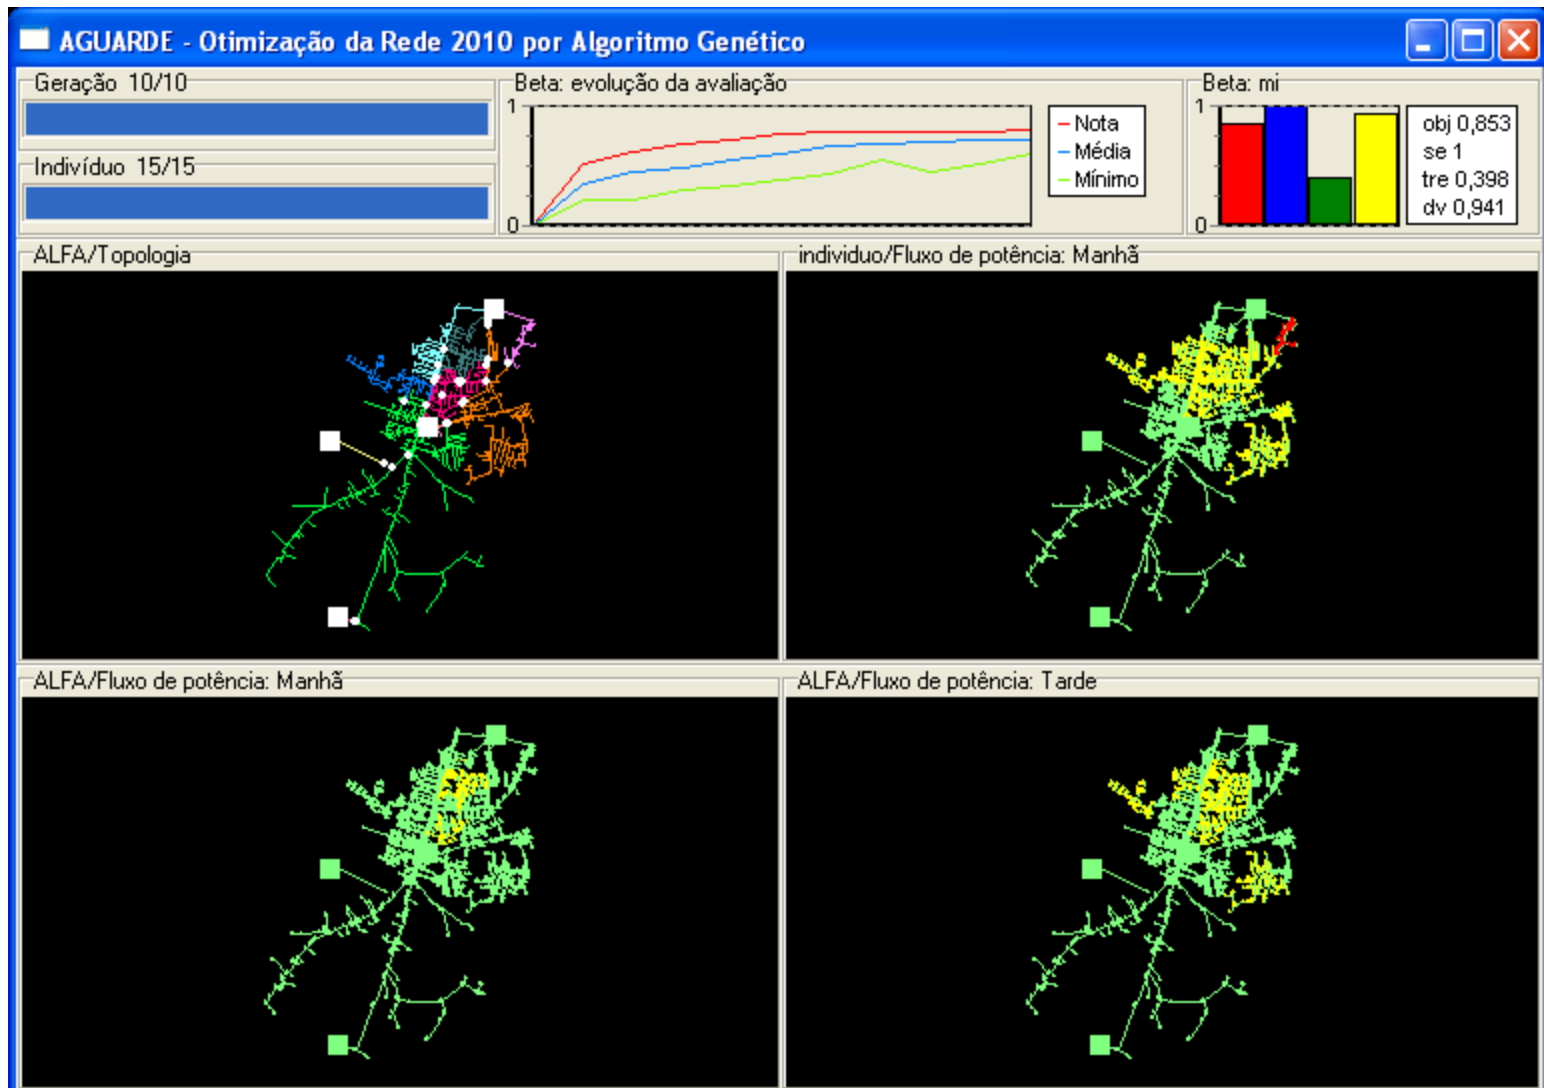 AGUARDE - Otimização da Rede 2010 por Algoritmo Genético
Geração 10/10
Indivíduo 15/15
Beta: evolução da avaliação
1
0
Nota
Média
Mínimo
Beta: mi
1
0
obj 0,853
se 1
tre 0,398
dv 0,941
ALFA/Topologia
individuo/Fluxo de potência: Manhã
ALFA/Fluxo de potência: Manhã
ALFA/Fluxo de potência: Tarde